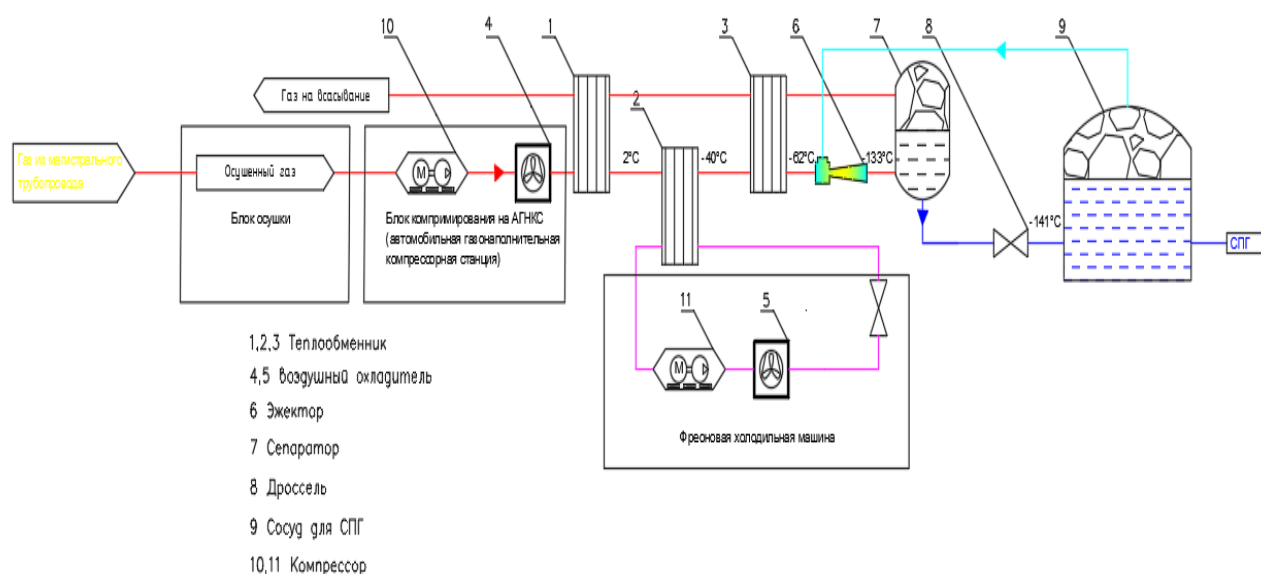 10
4
1
3
6
7
8
9
Газ на всасывание
2
Газ из магистрального
трубопровода
Осушенный газ
2°C
-40°C
-62°C
-133°C
-141°C
СПГ
Блок осушки
Блок компримирования на АГНКС
(автомобильная газонаполнительная
компрессорная станция)
11
5
Фреоновая холодильная машина
1,2,3 Теплообменник
4,5 воздушный охладитель
6 Эжектор
7 Сепаратор
8 Дроссель
9 Сосуд для СПГ
10,11 Компрессор